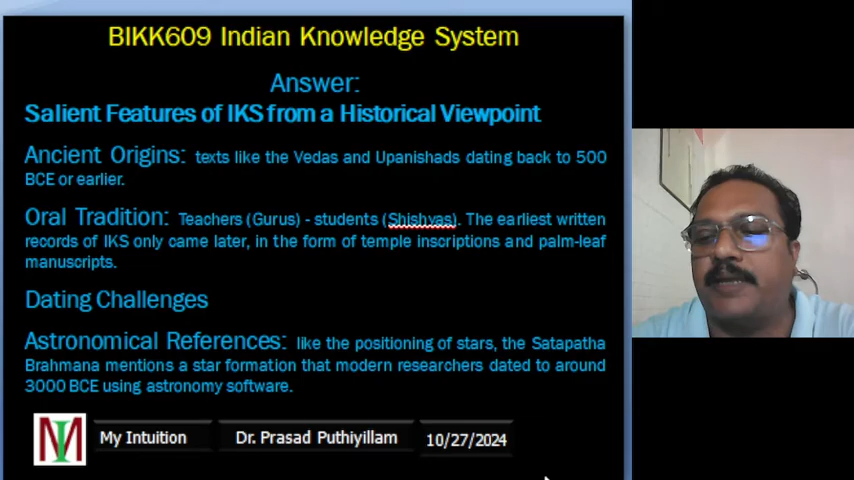 BIKK609 Indian Knowledge System
Answer:
Salient Features of IKS from a Historical Viewpoint
Ancient Origins: texts like the Vedas and Upanishads dating back to 500
BCE or earlier.
Oral Tradition: Teachers (Gurus) - students (Shishyas). The earliest written
records of IKS only came later, in the form of temple inscriptions and palm-leaf
manuscripts.
Dating Challenges
Astronomical References: like the positioning of stars, the Satapatha
Brahmana mentions a star formation that modern researchers dated to around
3000 BCE using astronomy software.
MI
My Intuition
Dr. Prasad Puthiyillam
10/27/2024